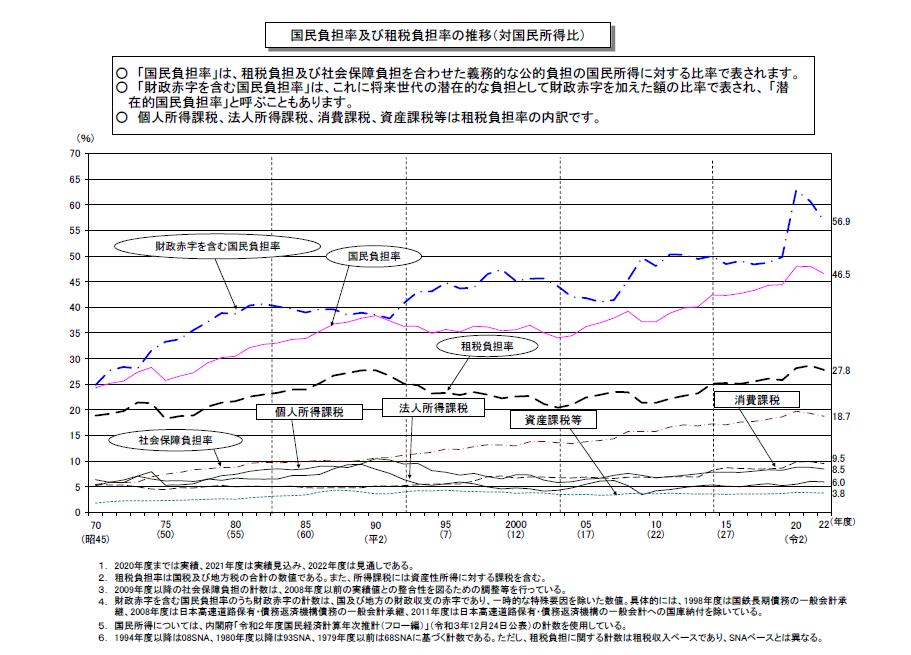 国民負担率及び租税負担率の推移(対国民所得比)
○ 「国民負担率」は、租税負担及び社会保障負担を合わせた義務的な公的負担の国民所得に対する比率で表されます。
○ 「財政赤字を含む国民負担率」は、これに将来世代の潜在的な負担として財政赤字を加えた額の比率で表され、「潜
在的国民負担率」と呼ぶこともあります。
○ 個人所得課税、法人所得課税、消費課税、資産課税等は租税負担率の内訳です。
(%)
70
65
60
55
50
45
40
35
30
25
20
15
10
5
0
財政赤字を含む国民負担率
国民負担率
租税負担率
個人所得課税
法人所得課税
資産課税等
消費課税
社会保障負担率
56.9
46.5
27.8
18.7
9.5
8.5
6.0
3.8
70 75 80 85 90 95 2000 05 10 15 20 22 (年度)
(昭45) (50) (55) (60) (平2) (7) (12) (17) (22) (27) (令2)
1. 2020年度までは実績、2021年度は実績見込み、2022年度は見通しである。
2. 租税負担率は国税及び地方税の合計の数値である。また、所得課税には資産性所得に対する課税を含む。
3. 2009年度以降の社会保障負担の計数は、2008年度以前の実績値との整合性を図るための調整等を行っている。
4. 財政赤字を含む国民負担率のうち財政赤字の計数は、国及び地方の財政収支の赤字であり、一時的な特殊要因を除いた数値。具体的には、1998年度は国鉄長期債務の一般会計承
継、2008年度は日本高速道路保有・債務返済機構債務の一般会計承継、2011年度は日本高速道路保有・債務返済機構の一般会計への国庫納付を除いている。
5. 国民所得については、内閣府「令和2年度国民経済計算年次推計(フロー編)」(令和3年12月24日公表)の計数を使用している。
6. 1994年度以降は08SNA、1980年度以降は93SNA、1979年度以前は68SNAに基づく計数である。ただし、租税負担に関する計数は租税収入ベースであり、SNAベースとは異なる。